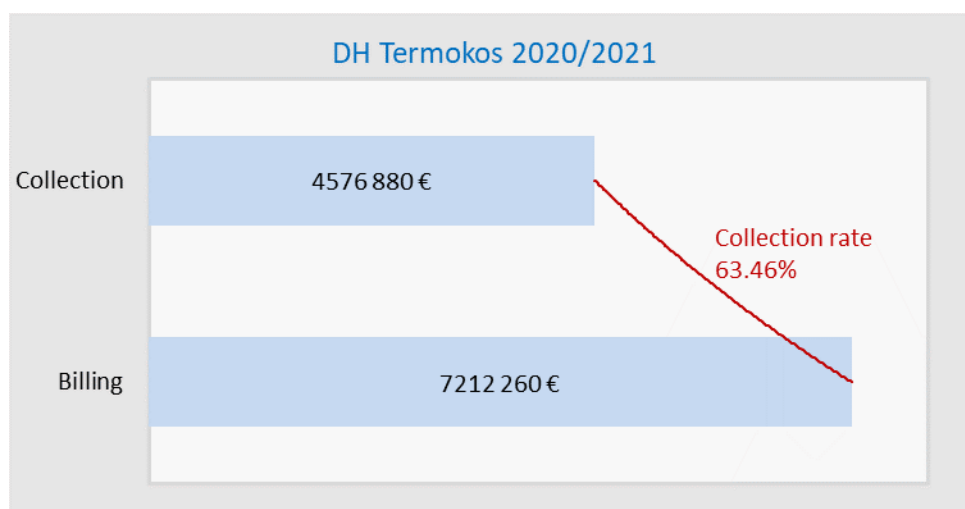 DH Termokos 2020/2021
Collection
4576 880 €
Collection rate
63.46%
Billing
7212 260 €